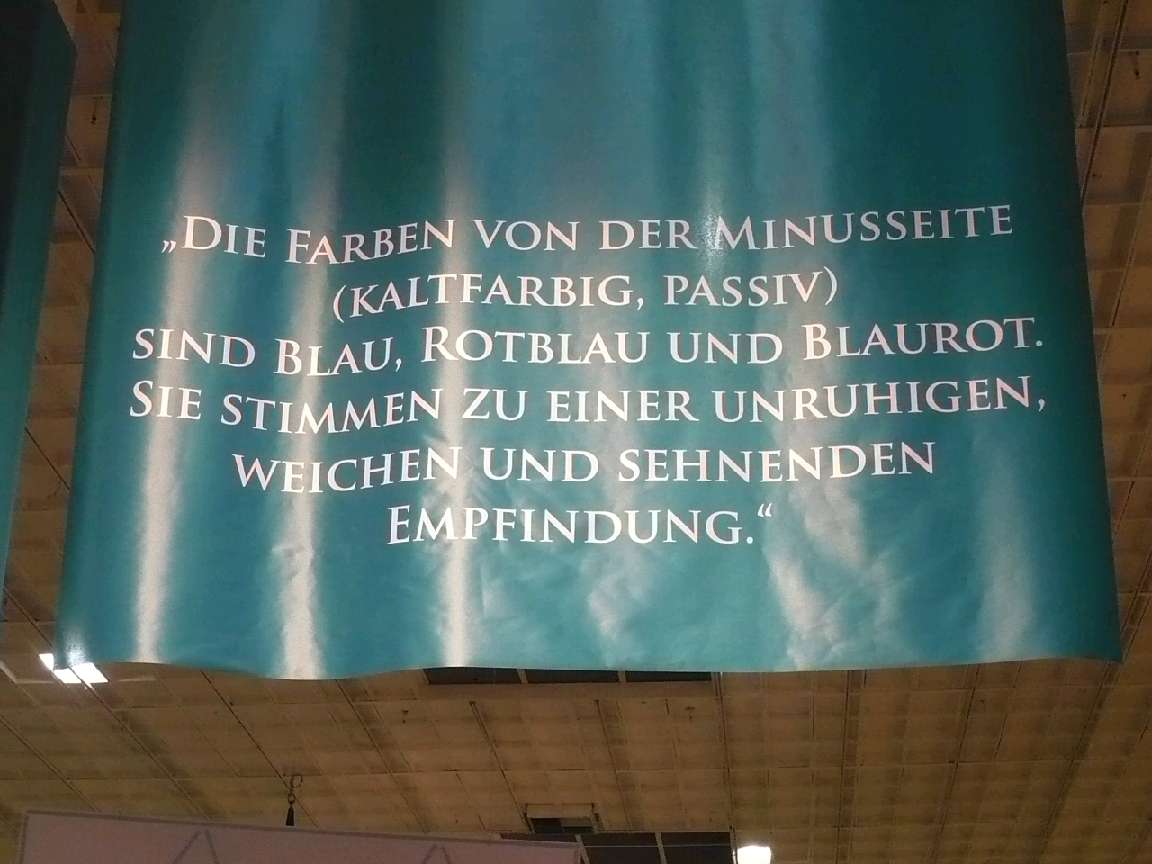 „Die Farben von der Minusseite
(kaltfarbig, passiv)
sind Blau, Rotblau und Blaurot.
Sie stimmen zu einer unruhigen,
weichen und sehnenden
Empfindung.“